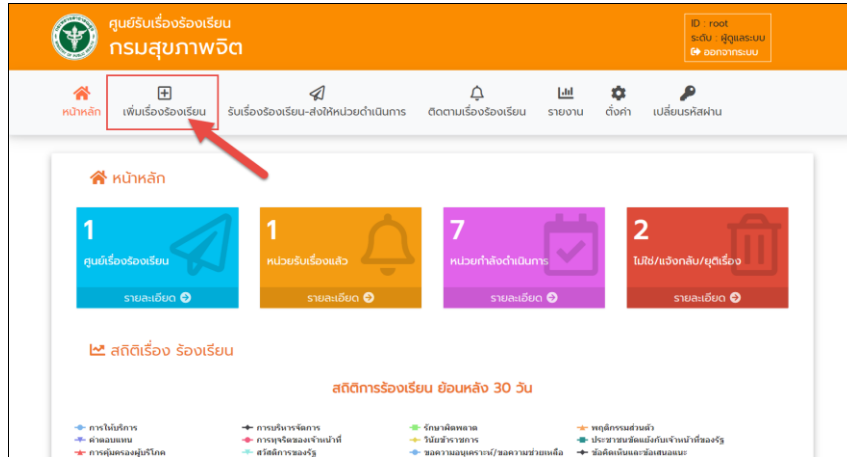 ศูนย์รับเรื่องร้องเรียน
กรมสุขภาพจิต
ID : root
ระดับ : ผู้ดูแลระบบ
ออกจากระบบ
หน้าหลัก
เพิ่มเรื่องร้องเรียน
รับเรื่องร้องเรียน-ส่งให้หน่วยดำเนินการ
ติดตามเรื่องร้องเรียน
รายงาน
ตั้งค่า
เปลี่ยนรหัสผ่าน
หน้าหลัก
1
ศูนย์เรื่องร้องเรียน
รายละเอียด
1
หน่วยรับเรื่องแล้ว
รายละเอียด
7
หน่วยกำลังดำเนินการ
รายละเอียด
2
ไม่ใช่/แจ้งกลับ/ยุติเรื่อง
รายละเอียด
สถิติเรื่อง ร้องเรียน
สถิติการร้องเรียน ย้อนหลัง 30 วัน
การให้บริการ
การบริหารจัดการ
รักษาผิดพลาด
พฤติกรรมส่วนตัว
ค่าตอบแทน
การทุจริตของเจ้าหน้าที่
วินัยข้าราชการ
ประชาชนขัดแย้งกับเจ้าหน้าที่ของรัฐ
การคุ้มครองผู้บริโภค
สวัสดิการของรัฐ
ขอความอนุเคราะห์/ขอความช่วยเหลือ
ข้อคิดเห็นและข้อเสนอแนะ